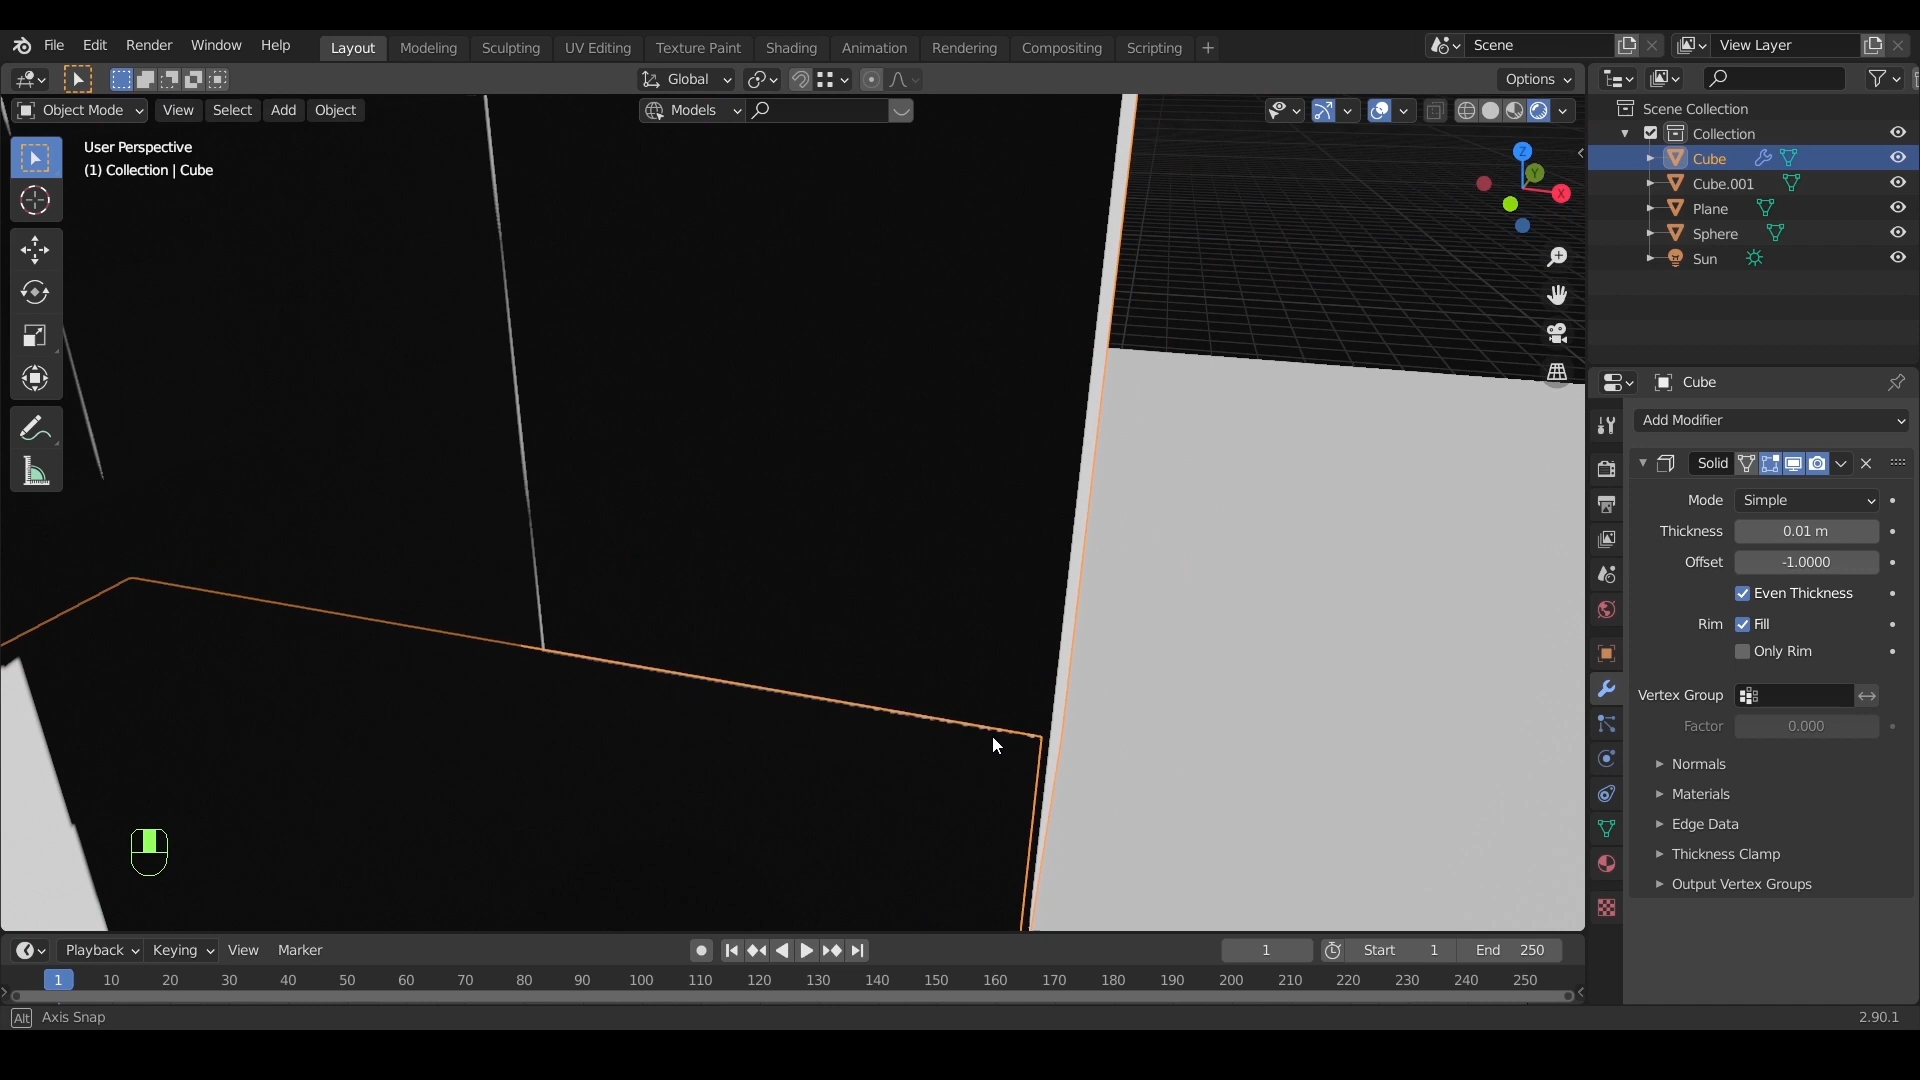 File Edit Render Window Help Layout Modeling Sculpting UV Editing Texture Paint Shading Animation Rendering Compositing Scripting + Scene View Layer
Global Options
Object Mode View Select Add Object Models
User Perspective
(1) Collection | Cube
Z
Y
X
Scene Collection
Collection
Cube
Cube.001
Plane
Sphere
Sun
Cube
Add Modifier
Solid
Mode Simple
Thickness 0.01 m
Offset -1.0000
Even Thickness
Rim Fill
Only Rim
Vertex Group
Factor 0.000
Normals
Materials
Edge Data
Thickness Clamp
Output Vertex Groups
Playback Keying View Marker 1 Start 1 End 250
1 10 20 30 40 50 60 70 80 90 100 110 120 130 140 150 160 170 180 190 200 210 220 230 240 250
Alt Axis Snap 2.90.1